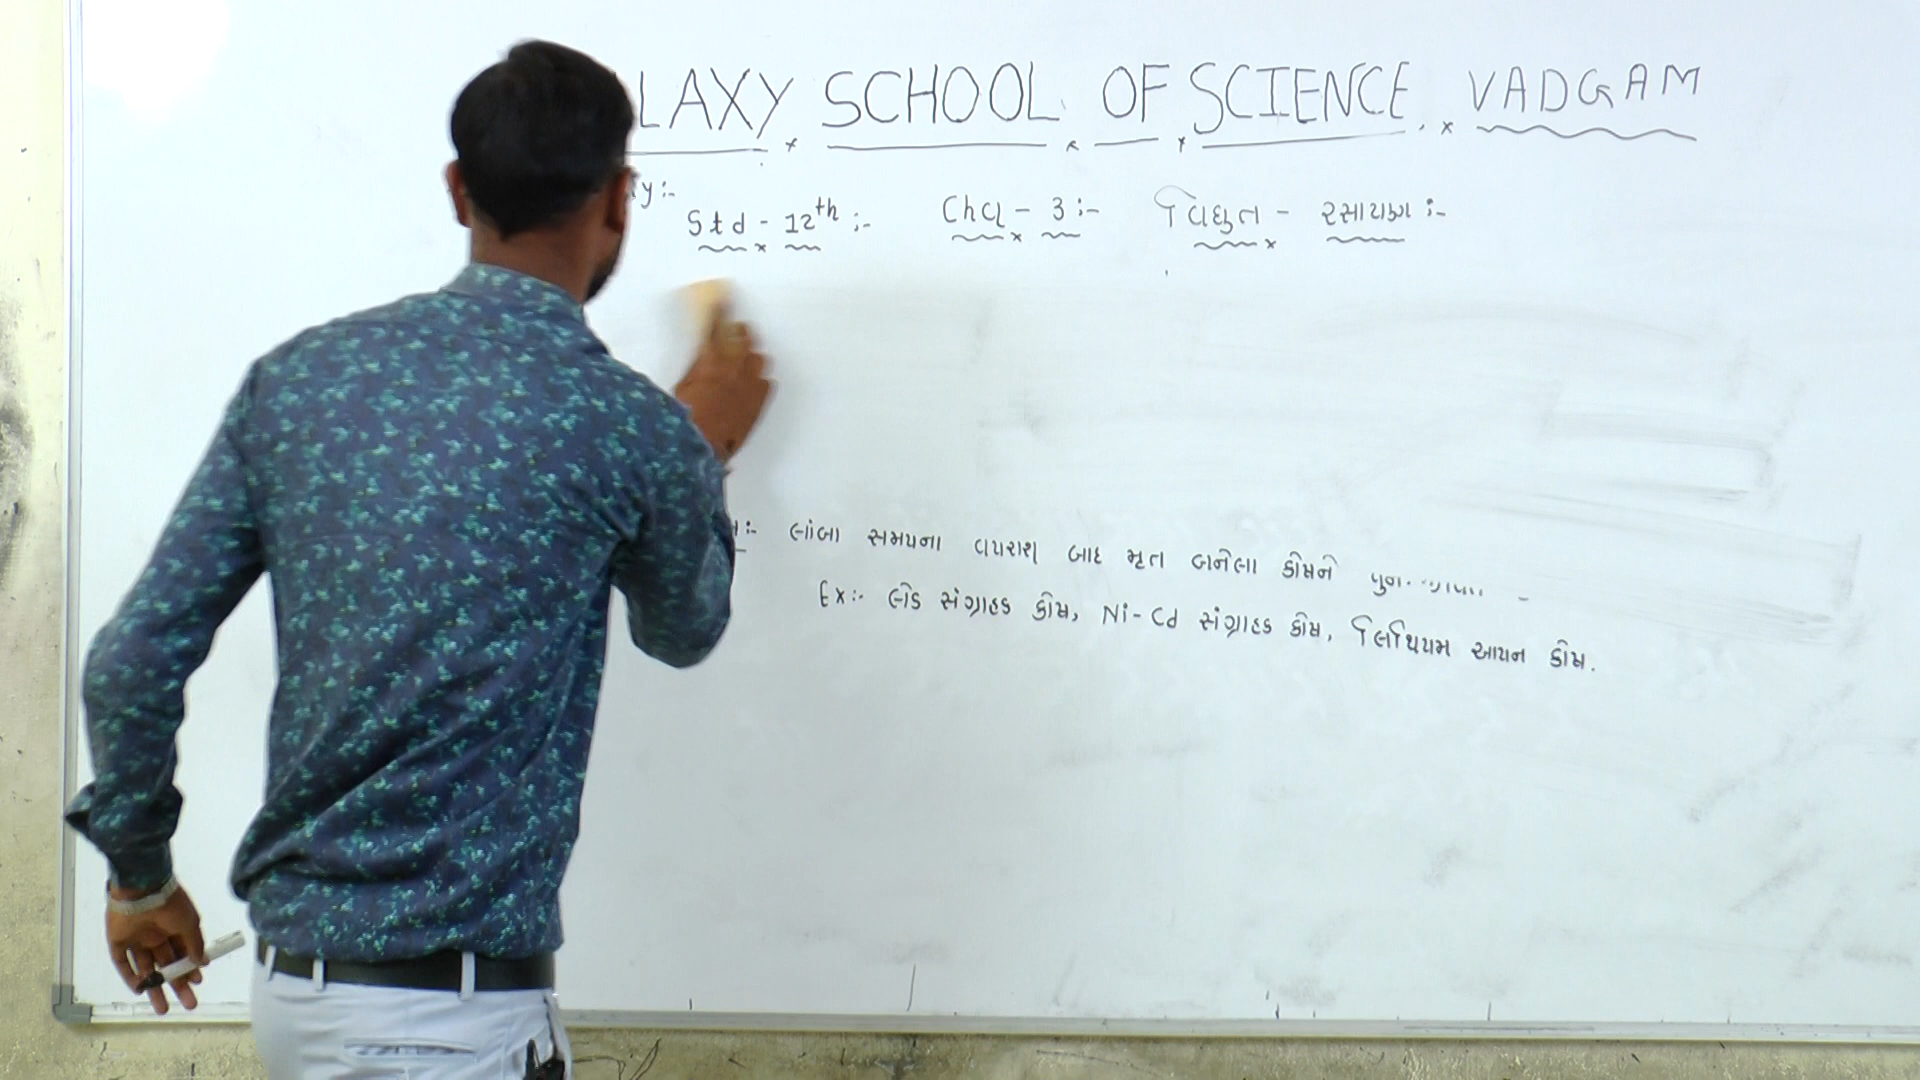 LAXY SCHOOL OF SCIENCE, VADGAM
y:-
Std - 12th :- Ch - 3 :- વિદ્યુત - રસાયણ :-
લાંબા સમયના વપરાશ બાદ મૃત બનેલા કોષને
Ex:- લેડ સંગ્રાહક કોષ, Ni-Cd સંગ્રાહક કોષ, લિથિયમ આયન કોષ.